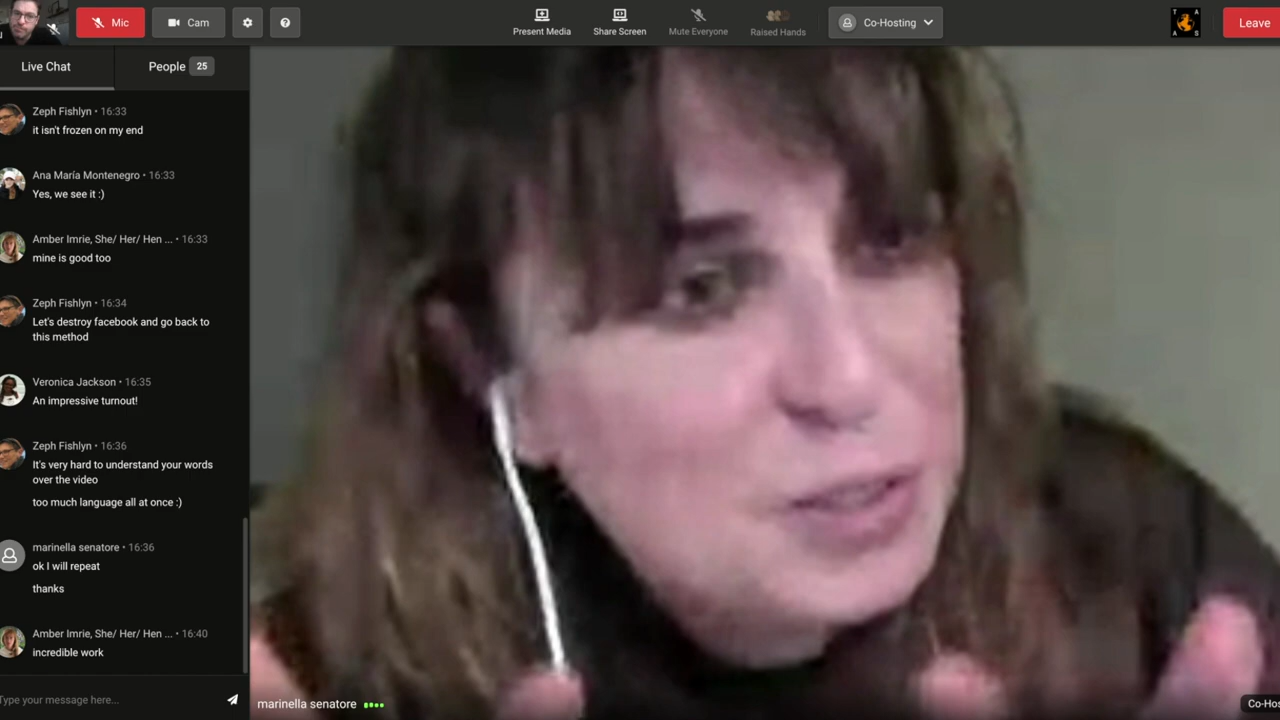 Mic
Cam
Present Media
Share Screen
Mute Everyone
Raised Hands
Co-Hosting
T A
A S
Leave
Live Chat
People 25
Zeph Fishlyn • 16:33
it isn't frozen on my end
Ana María Montenegro • 16:33
Yes, we see it :)
Amber Imrie, She/ Her/ Hen ... • 16:33
mine is good too
Zeph Fishlyn • 16:34
Let's destroy facebook and go back to
this method
Veronica Jackson • 16:35
An impressive turnout!
Zeph Fishlyn • 16:36
It's very hard to understand your words
over the video
too much language all at once :)
marinella senatore • 16:36
ok I will repeat
thanks
Amber Imrie, She/ Her/ Hen ... • 16:40
incredible work
Type your message here...
marinella senatore
Co-Hos